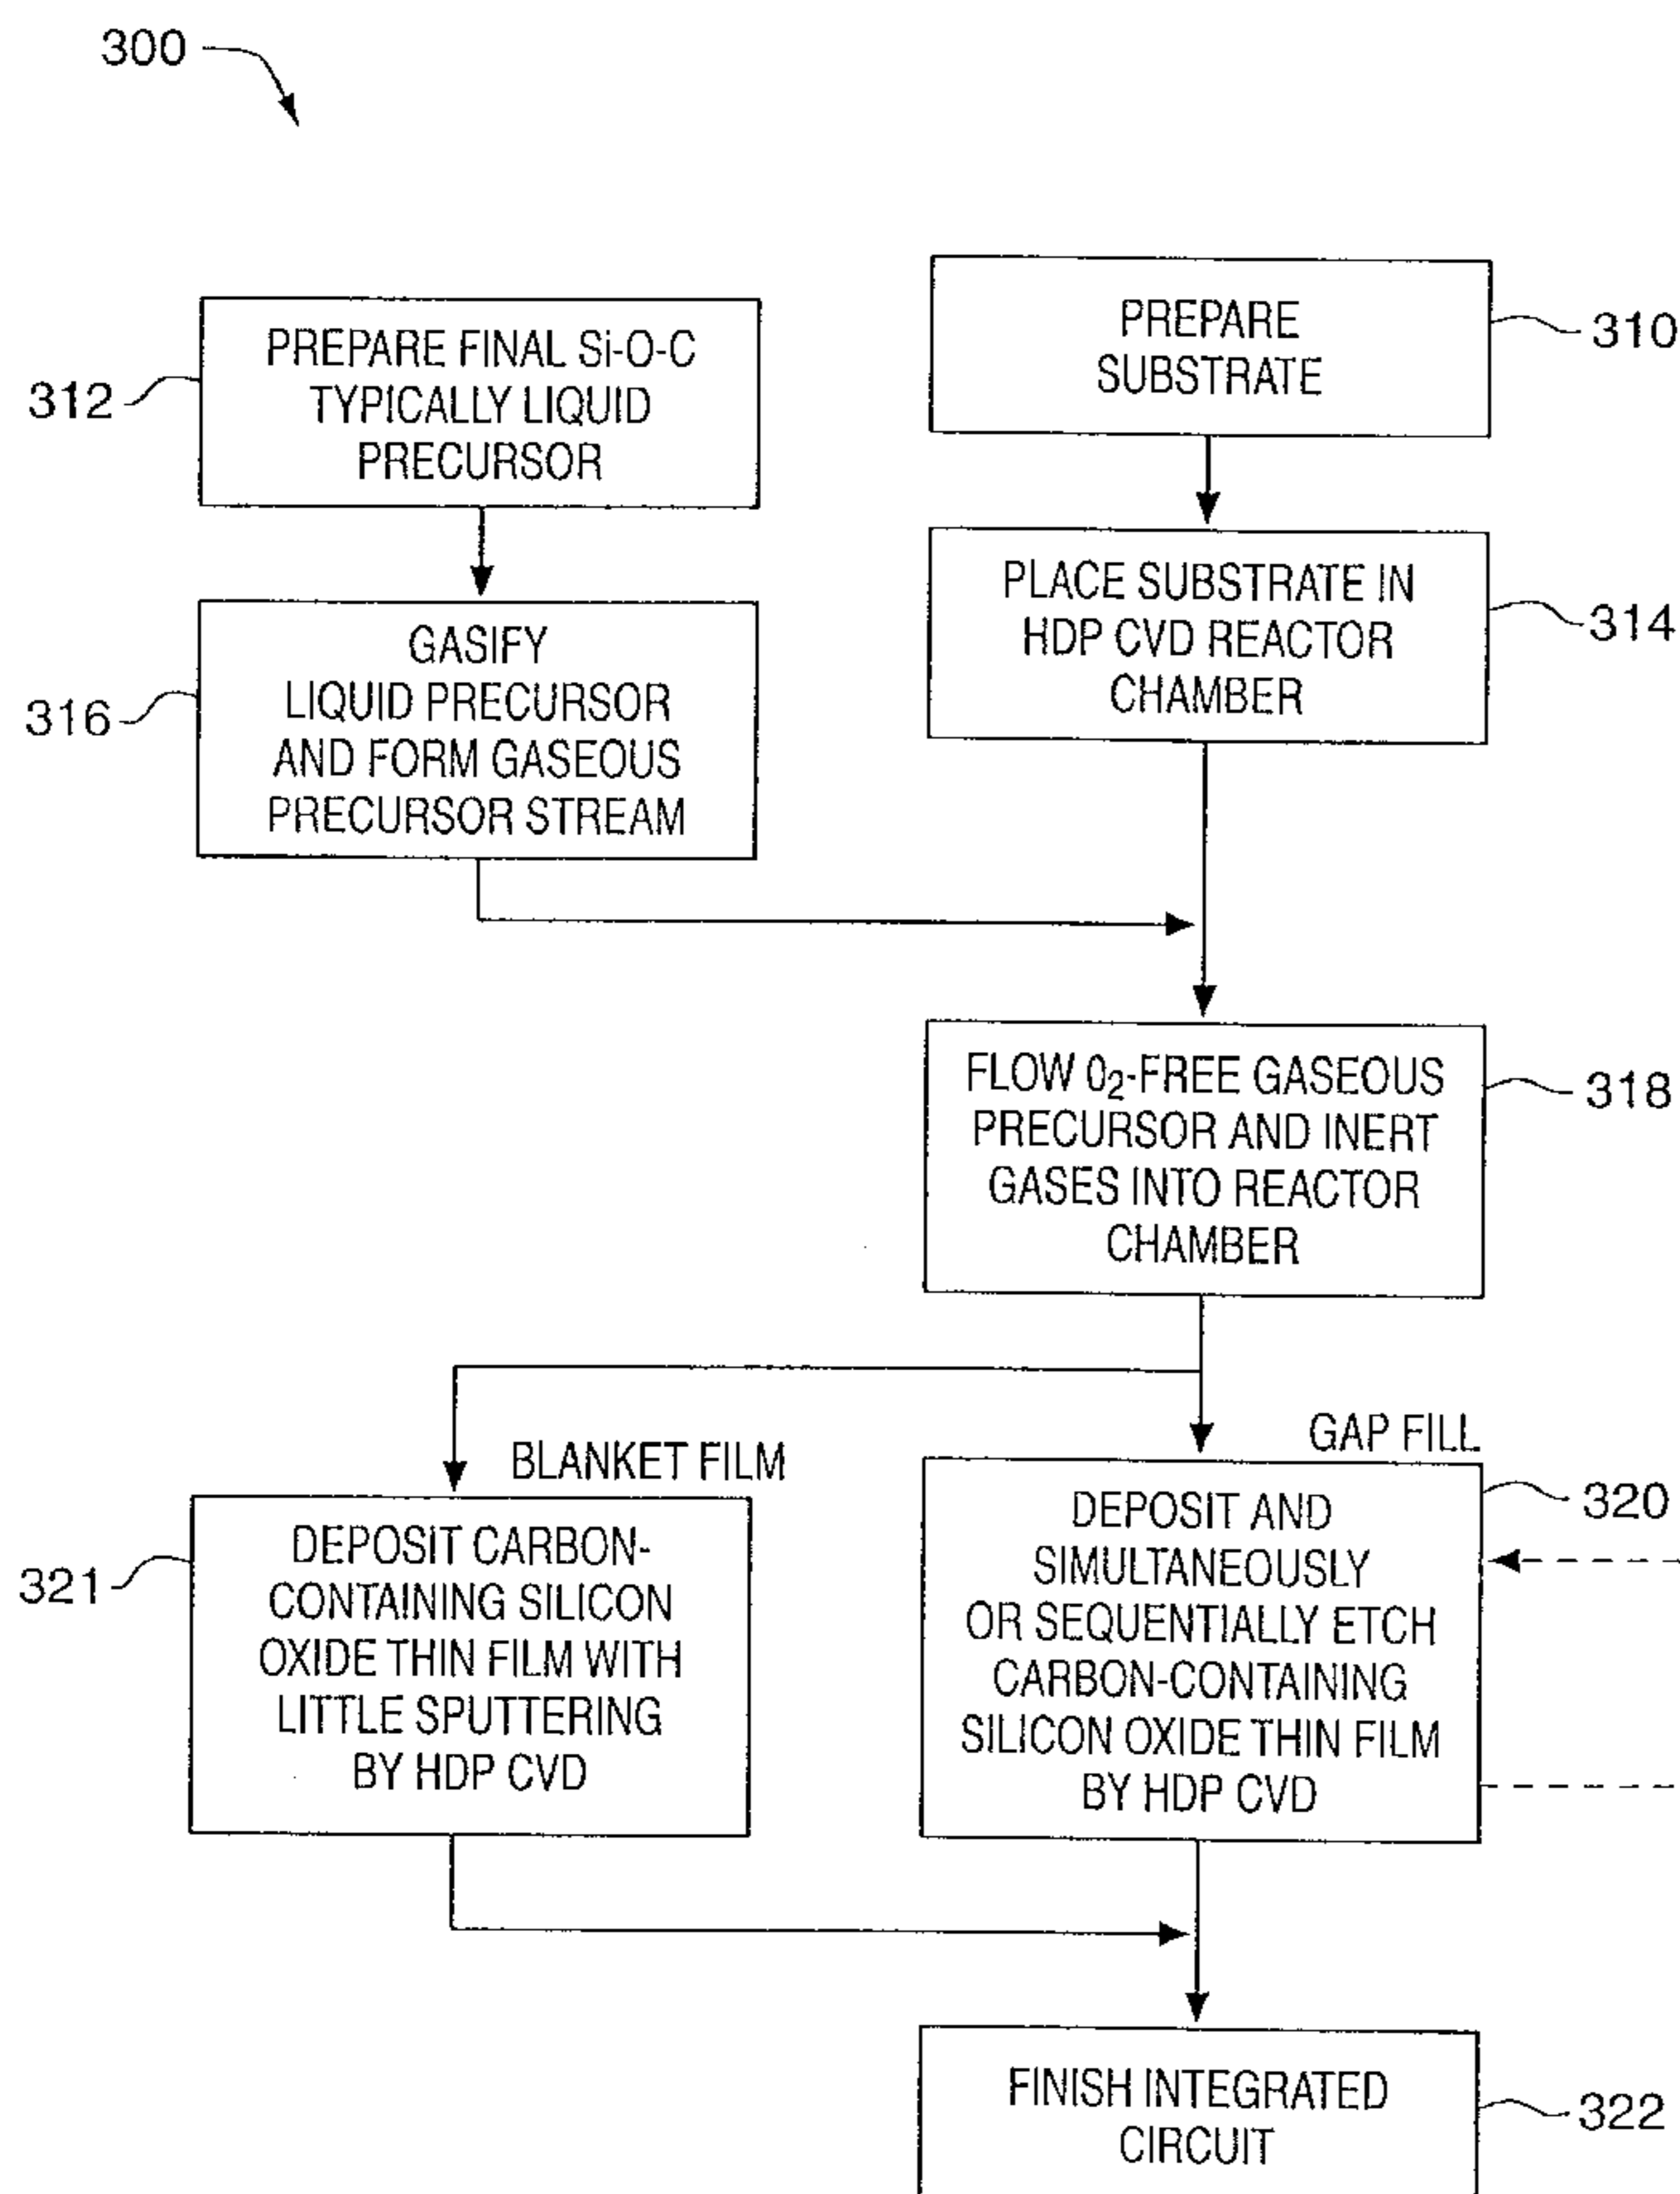 300
PREPARE
SUBSTRATE
310
PREPARE FINAL Si-O-C
TYPICALLY LIQUID
PRECURSOR
312
PLACE SUBSTRATE IN
HDP CVD REACTOR
CHAMBER
314
GASIFY
LIQUID PRECURSOR
AND FORM GASEOUS
PRECURSOR STREAM
316
FLOW O2-FREE GASEOUS
PRECURSOR AND INERT
GASES INTO REACTOR
CHAMBER
318
BLANKET FILM
GAP FILL
DEPOSIT CARBON-
CONTAINING SILICON
OXIDE THIN FILM WITH
LITTLE SPUTTERING
BY HDP CVD
321
DEPOSIT AND
SIMULTANEOUSLY
OR SEQUENTIALLY ETCH
CARBON-CONTAINING
SILICON OXIDE THIN FILM
BY HDP CVD
320
FINISH INTEGRATED
CIRCUIT
322